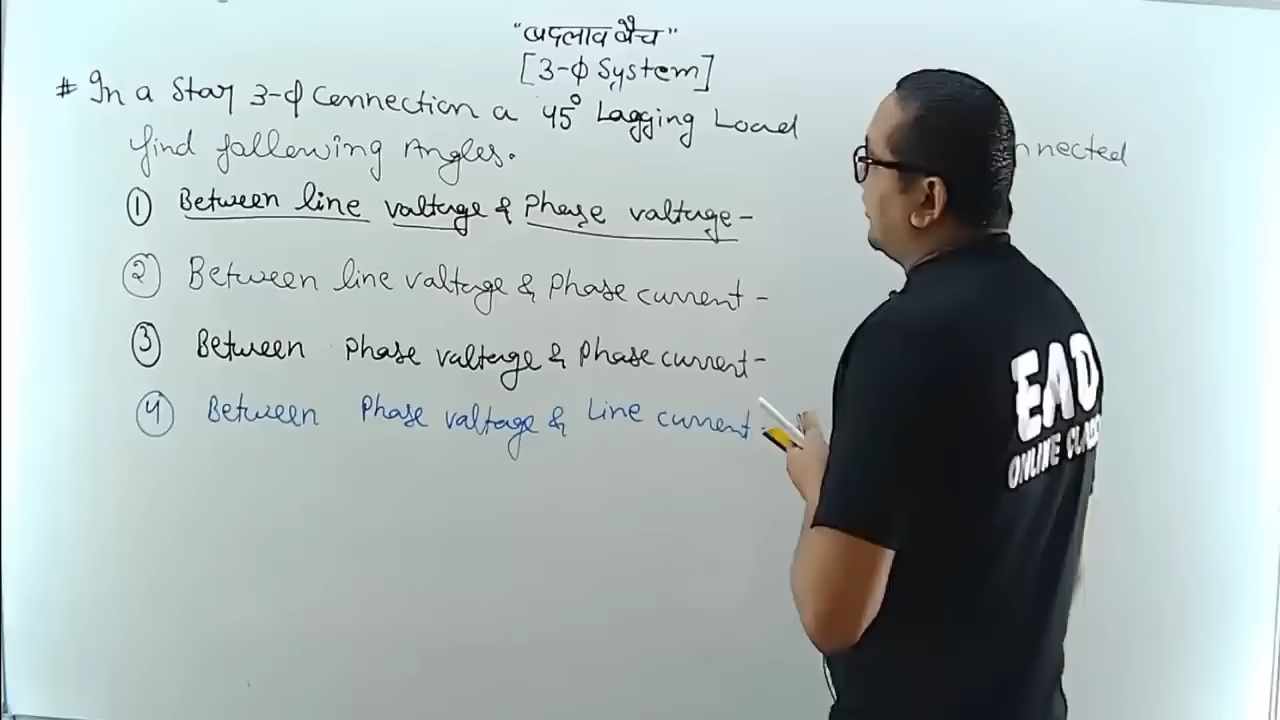 "बदलाव बैच"
[3-ф System]
# In a Star 3-ф Connection a 45° Lagging Load
nnected
find following Angles.
① Between line valtage & Phase valtage -
② Between line valtage & Phase current -
③ Between Phase valtage & Phase current -
④ Between Phase valtage & Line current -
EAD
ONLINE CLASS